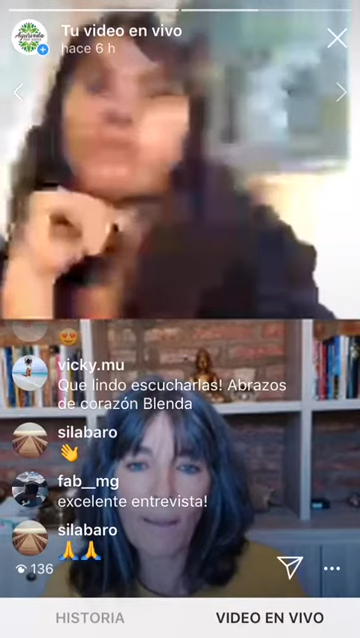 Tu video en vivo
hace 6 h
vicky.mu
Que lindo escucharlas! Abrazos
de corazón Blenda
silabaro
fab__mg
excelente entrevista!
silabaro
136
HISTORIA
VIDEO EN VIVO